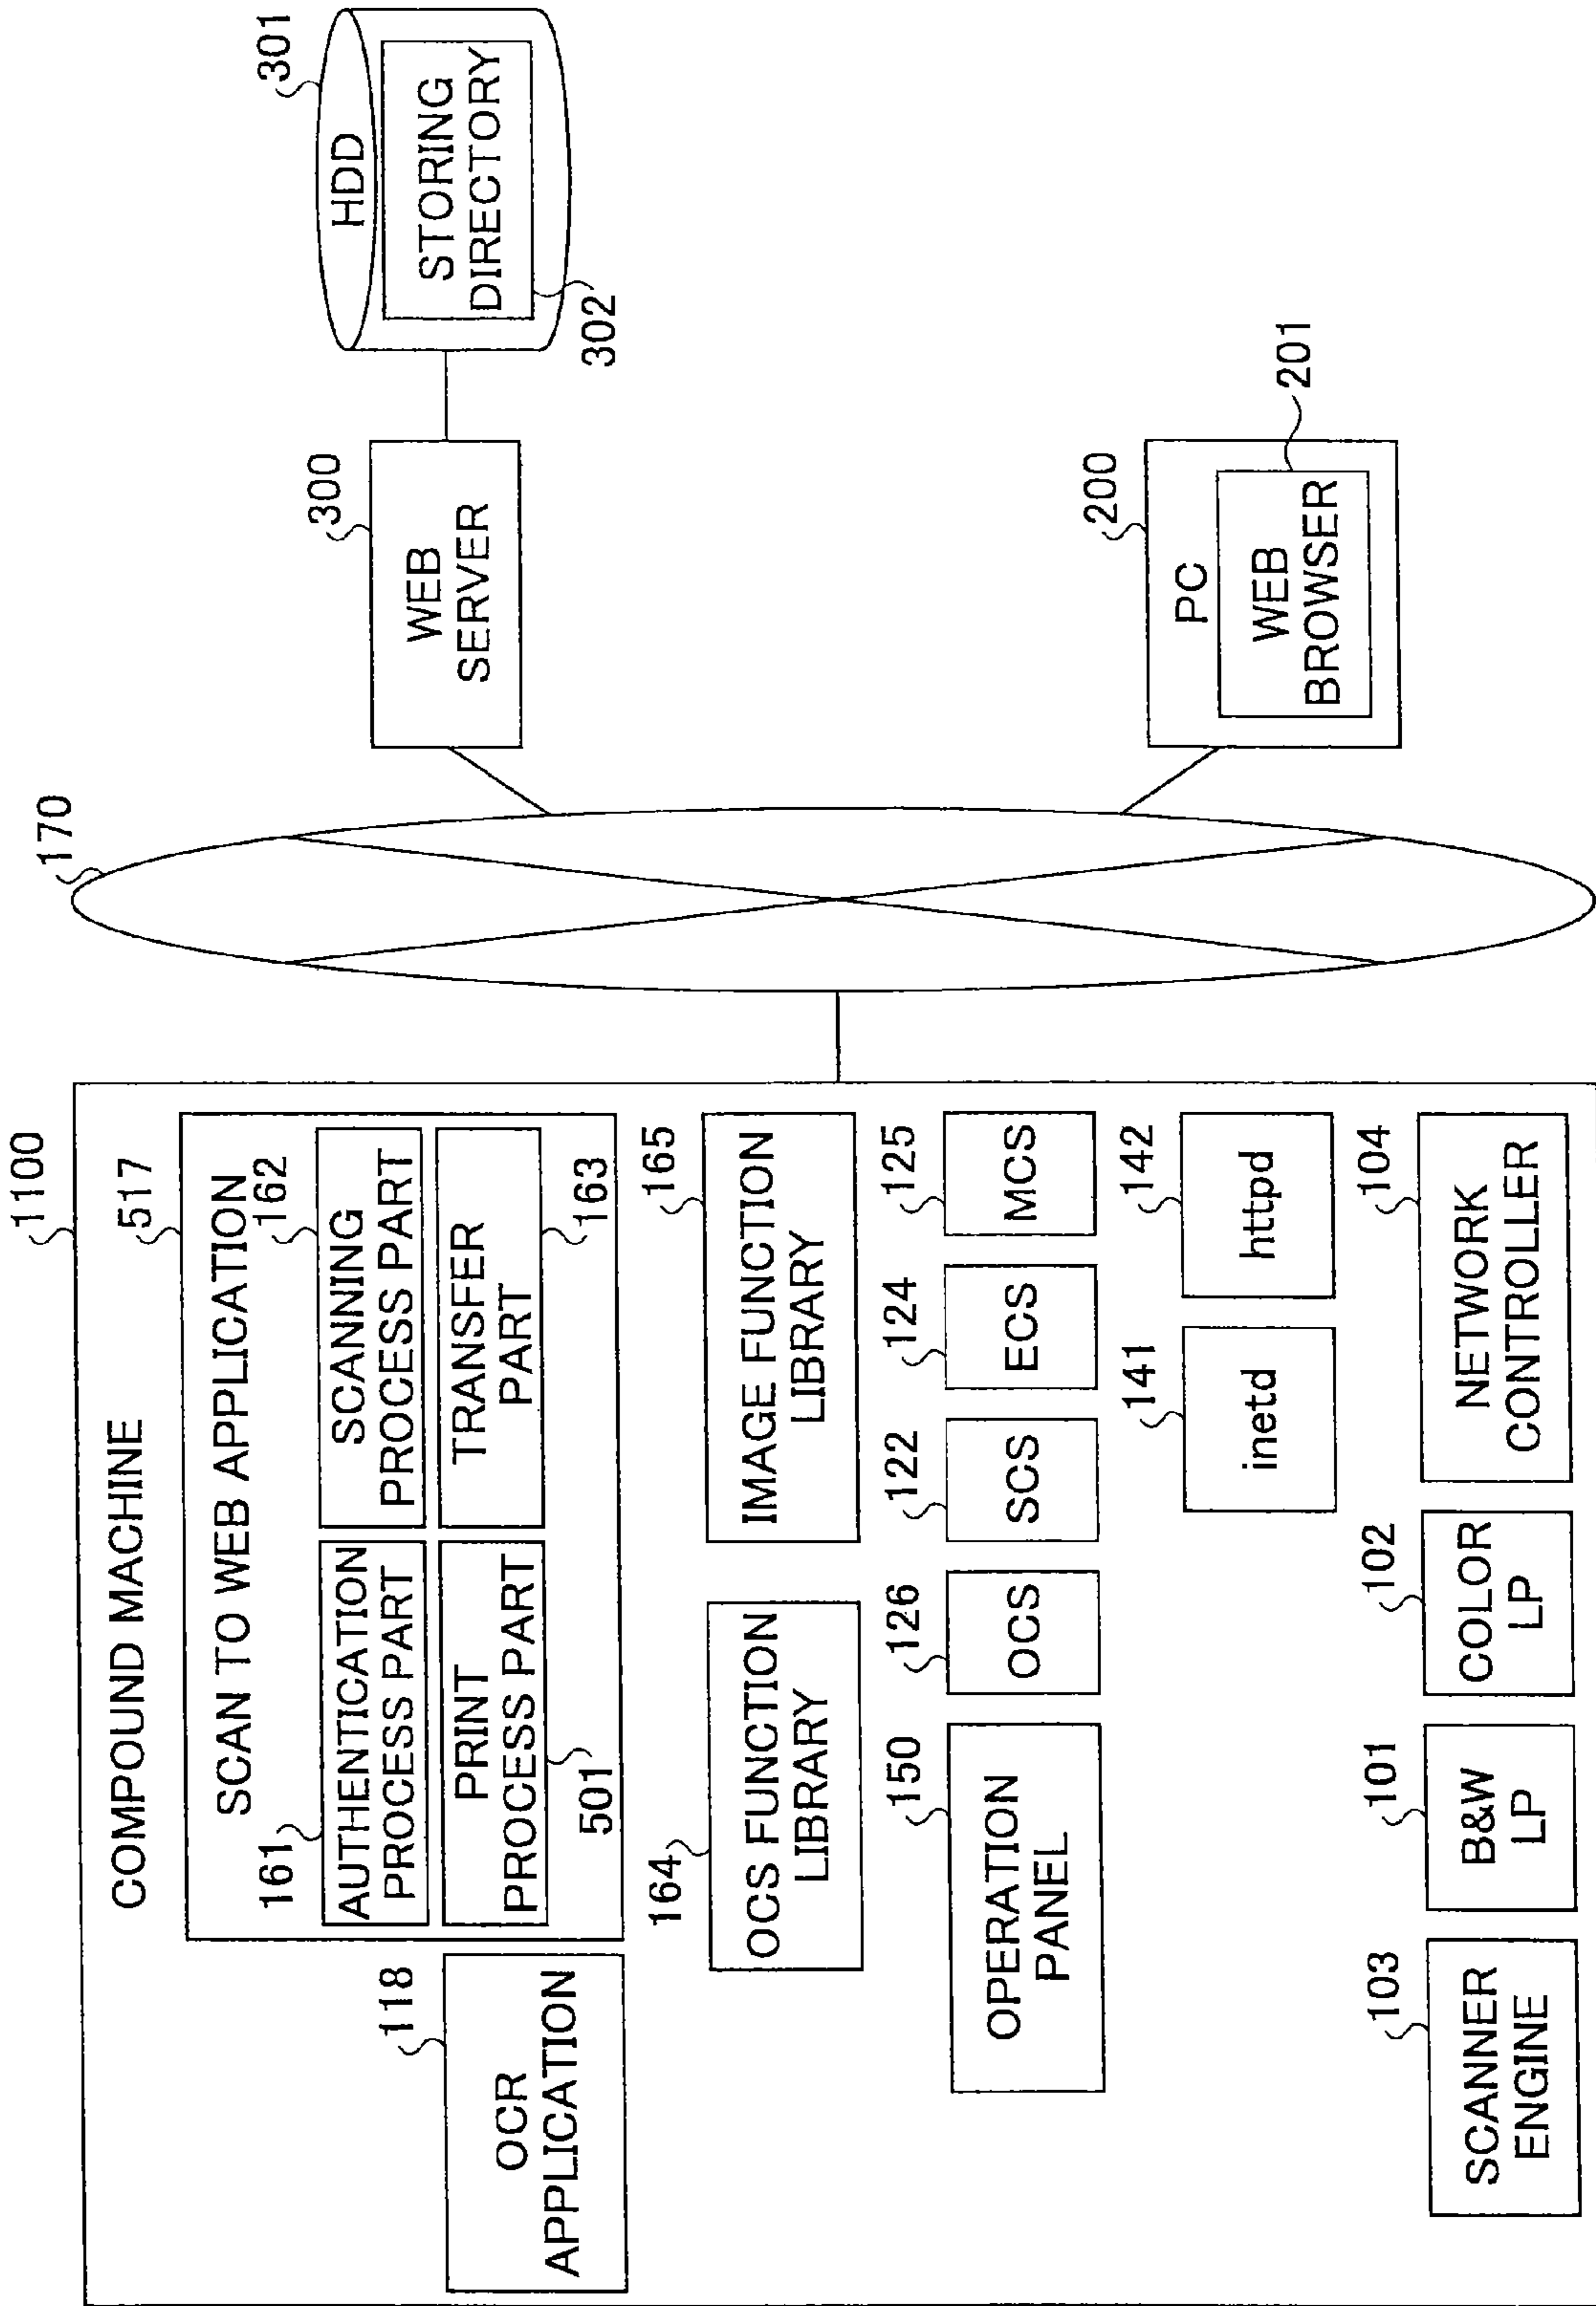 1100
COMPOUND MACHINE
517
SCAN TO WEB APPLICATION
161
AUTHENTICATION
PROCESS PART
162
SCANNING
PROCESS PART
PRINT
PROCESS PART
501
TRANSFER
PART
163
118
OCR
APPLICATION
164
OCS FUNCTION
LIBRARY
165
IMAGE FUNCTION
LIBRARY
150
OPERATION
PANEL
126
OCS
122
SCS
124
ECS
125
MCS
141
inetd
142
httpd
103
SCANNER
ENGINE
101
B&W
LP
102
COLOR
LP
104
NETWORK
CONTROLLER
170
300
WEB
SERVER
301
HDD
STORING
DIRECTORY
302
200
PC
WEB
BROWSER
201